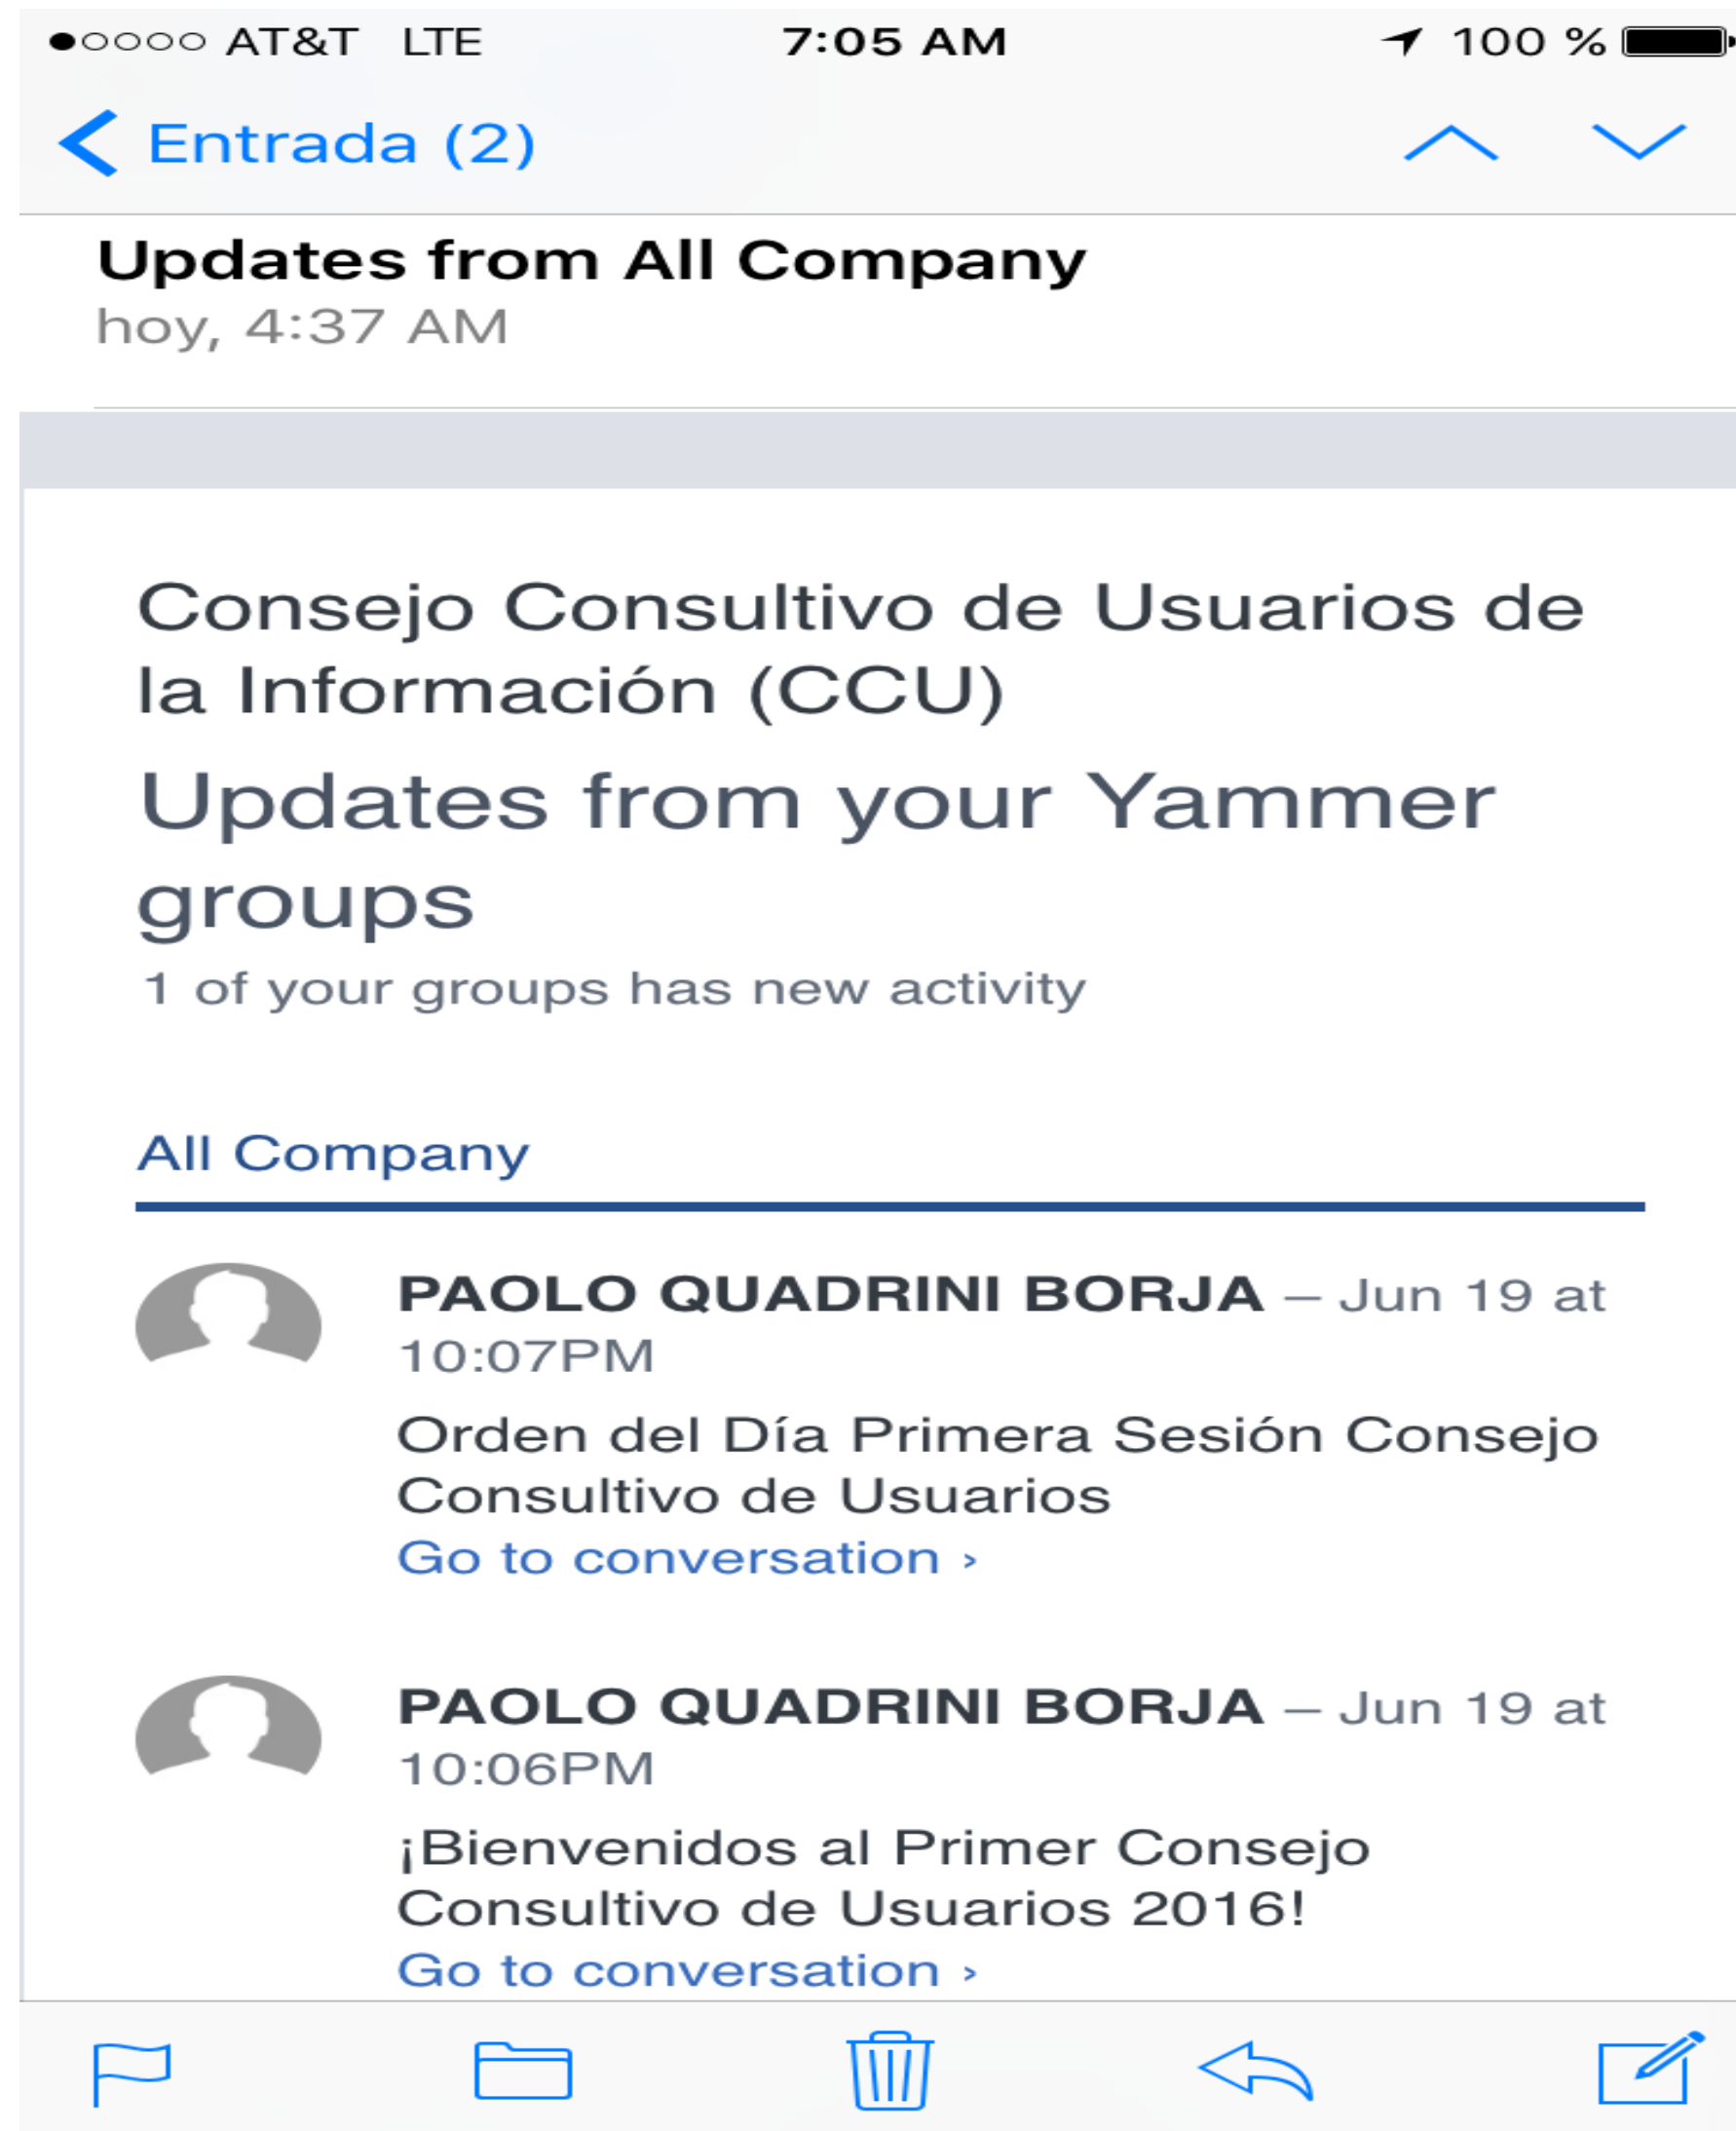 AT&T LTE 7:05 AM 100 %
Entrada (2)
Updates from All Company
hoy, 4:37 AM
Consejo Consultivo de Usuarios de
la Información (CCU)
Updates from your Yammer
groups
1 of your groups has new activity
All Company
PAOLO QUADRINI BORJA – Jun 19 at
10:07PM
Orden del Día Primera Sesión Consejo
Consultivo de Usuarios
Go to conversation ›
PAOLO QUADRINI BORJA – Jun 19 at
10:06PM
¡Bienvenidos al Primer Consejo
Consultivo de Usuarios 2016!
Go to conversation ›